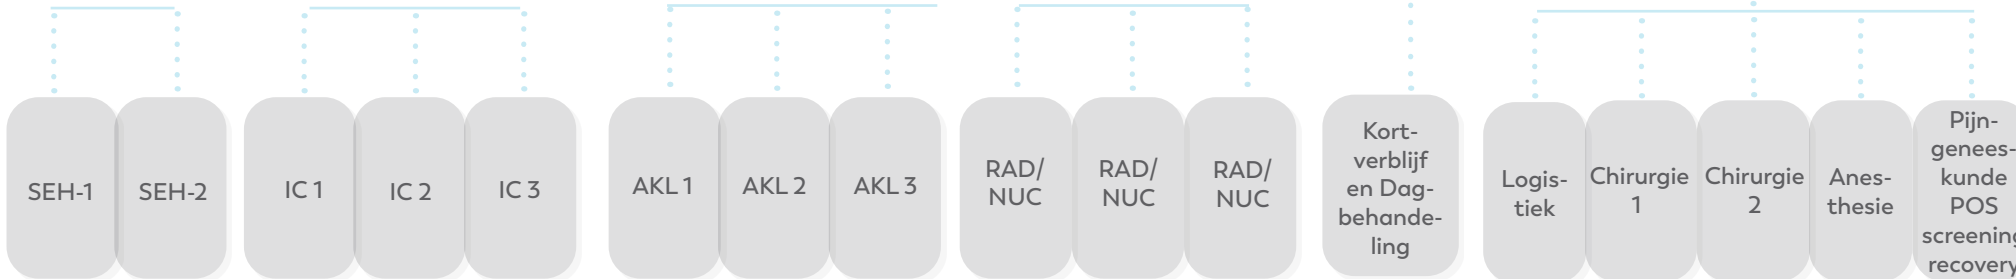 SEH-1
SEH-2
IC 1
IC 2
IC 3
AKL 1
AKL 2
AKL 3
RAD/
NUC
RAD/
NUC
RAD/
NUC
Kort-
verblijf
en Dag-
behande-
ling
Logis-
tiek
Chirurgie
1
Chirurgie
2
Anes-
thesie
Pijn-
genees-
kunde
POS
screening
recovery